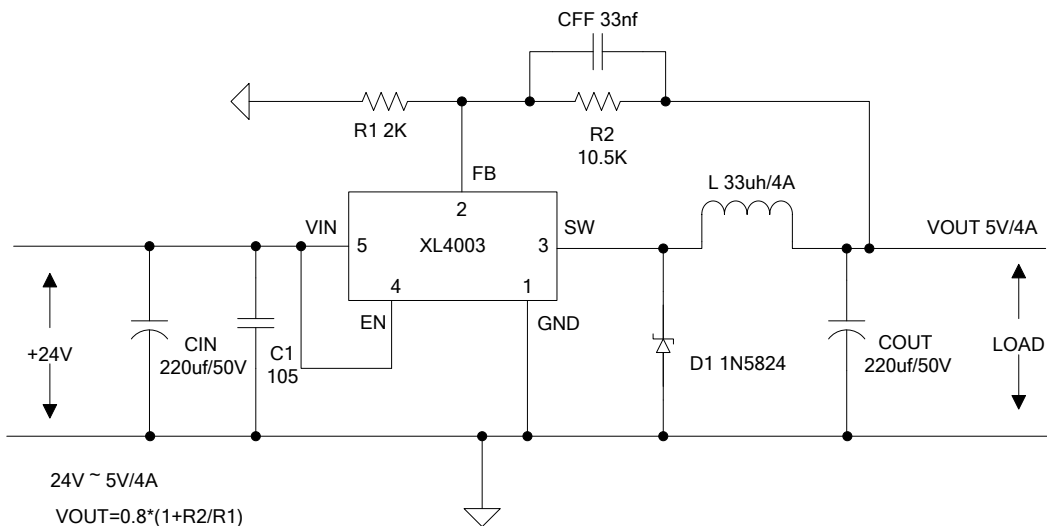 CFF 33nf
R1 2K
R2
10.5K
FB
L 33uh/4A
2
VIN
SW
VOUT 5V/4A
5
XL4003
3
4
1
EN
GND
+24V
CIN
220uf/50V
C1
105
D1 1N5824
COUT
220uf/50V
LOAD
24V ~ 5V/4A
VOUT=0.8*(1+R2/R1)